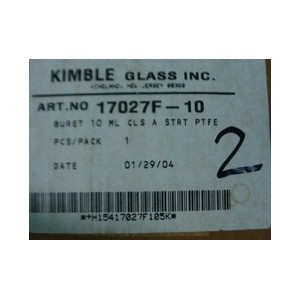 KIMBLE GLASS INC.
VINELAND, NEW JERSEY 08360
ART.NO 17027F-10
BURET 10 ML CLS A STRT PTFE
PCS/PACK 1
DATE 01/29/04
2
*+H15417027F105K*